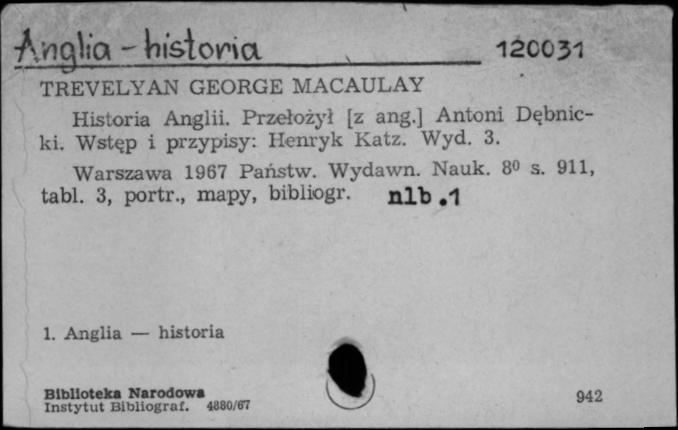 Anglia - historia 120031
TREVELYAN GEORGE MACAULAY
Historia Anglii. Przełożył [z ang.] Antoni Dębnic-
ki. Wstęp i przypisy: Henryk Katz. Wyd. 3.
Warszawa 1967 Państw. Wydawn. Nauk. 8⁰ s. 911,
tabl. 3, portr., mapy, bibliogr. nlb.1
1. Anglia — historia
Biblioteka Narodowa
Instytut Bibliograf. 4880/67 942